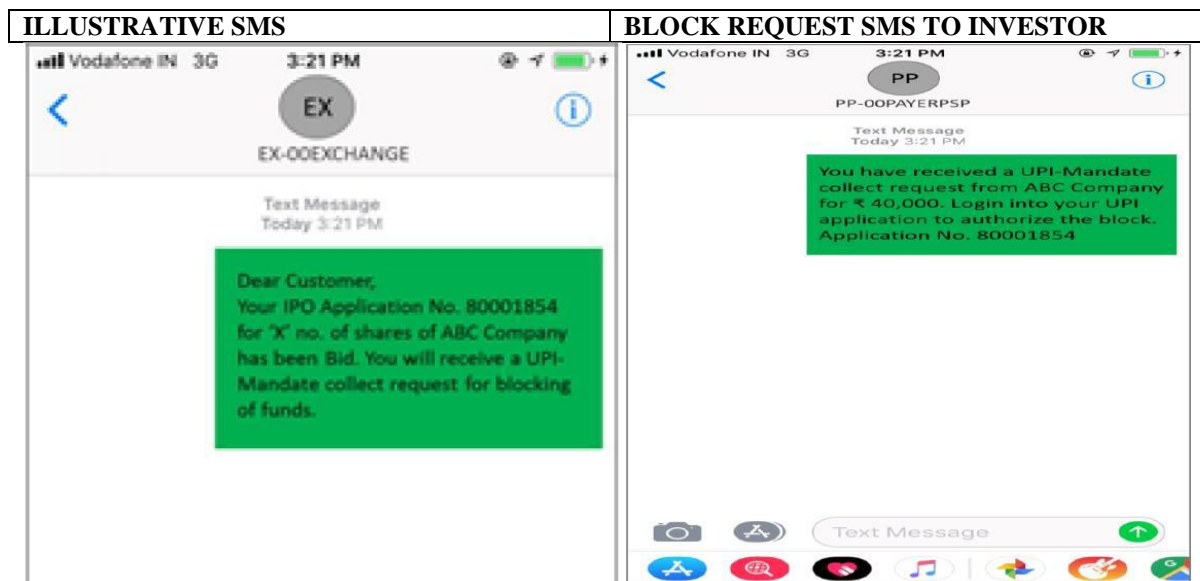 ILLUSTRATIVE SMS
Vodafone IN 3G 3:21 PM
EX
EX-00EXCHANGE
Text Message
Today 3:21 PM
Dear Customer,
Your IPO Application No. 80001854
for 'X' no. of shares of ABC Company
has been Bid. You will receive a UPI-
Mandate collect request for blocking
of funds.
BLOCK REQUEST SMS TO INVESTOR
Vodafone IN 3G 3:21 PM
PP
PP-00PAYERPSP
Text Message
Today 3:21 PM
You have received a UPI-Mandate
collect request from ABC Company
for ₹ 40,000. Login into your UPI
application to authorize the block.
Application No. 80001854
Text Message